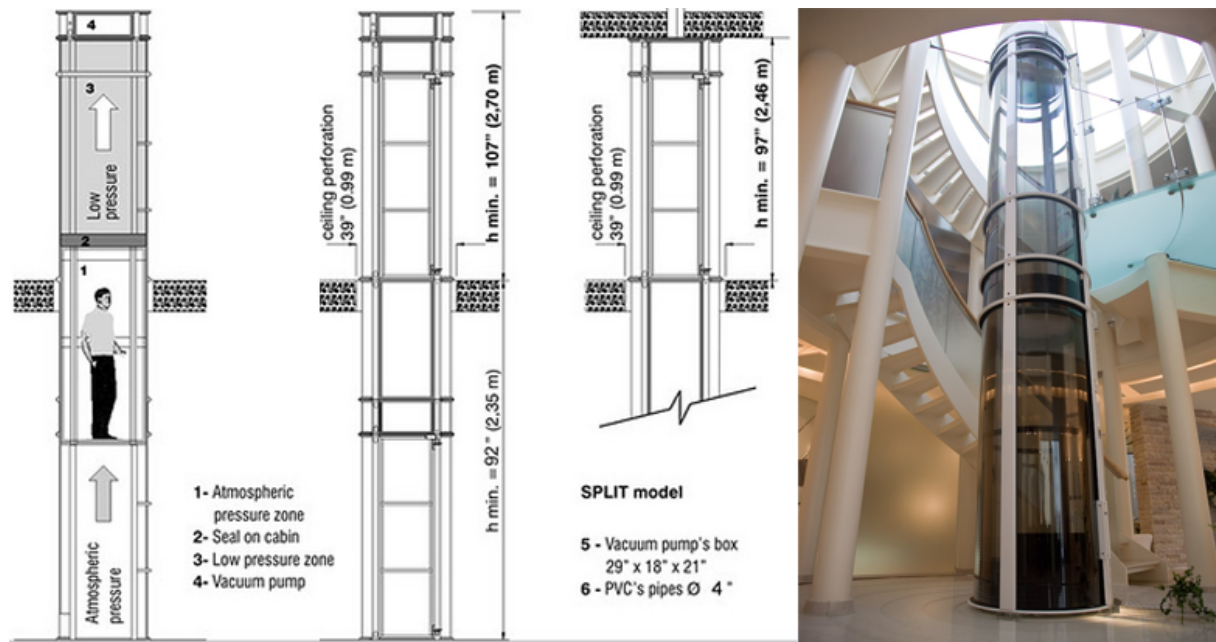 4
3
Low
pressure
2
1
Atmospheric
pressure
1- Atmospheric
pressure zone
2- Seal on cabin
3- Low pressure zone
4- Vacuum pump
ceiling perforation
39" (0.99 m)
h min. = 107" (2,70 m)
h min. = 92" (2.35 m)
ceiling perforation
39" (0.99 m)
h min. = 97" (2,46 m)
SPLIT model
5 - Vacuum pump's box
29" x 18" x 21"
6 - PVC's pipes Ø 4 "